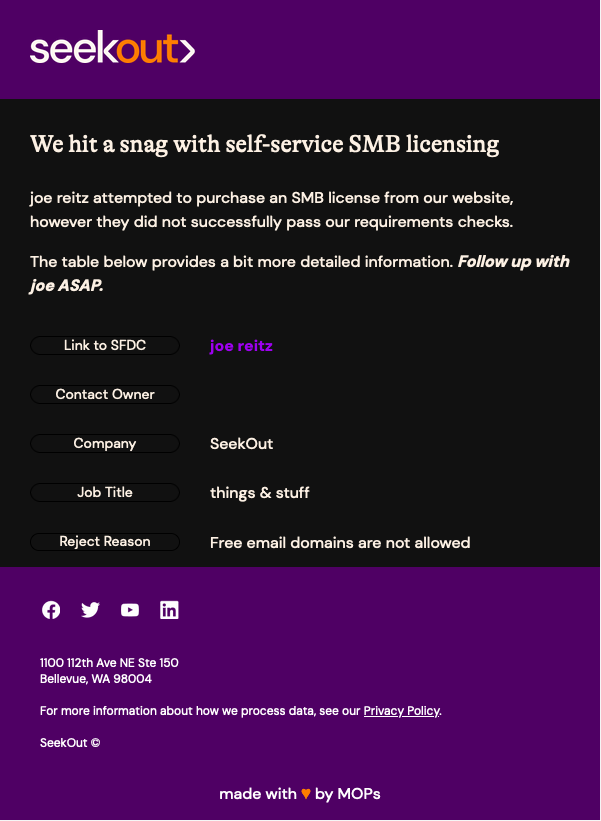 seekout>
We hit a snag with self-service SMB licensing
joe reitz attempted to purchase an SMB license from our website,
however they did not successfully pass our requirements checks.
The table below provides a bit more detailed information. Follow up with
joe ASAP.
Link to SFDC joe reitz
Contact Owner
Company SeekOut
Job Title things & stuff
Reject Reason Free email domains are not allowed
1100 112th Ave NE Ste 150
Bellevue, WA 98004
For more information about how we process data, see our Privacy Policy.
SeekOut ©
made with ♥ by MOPs